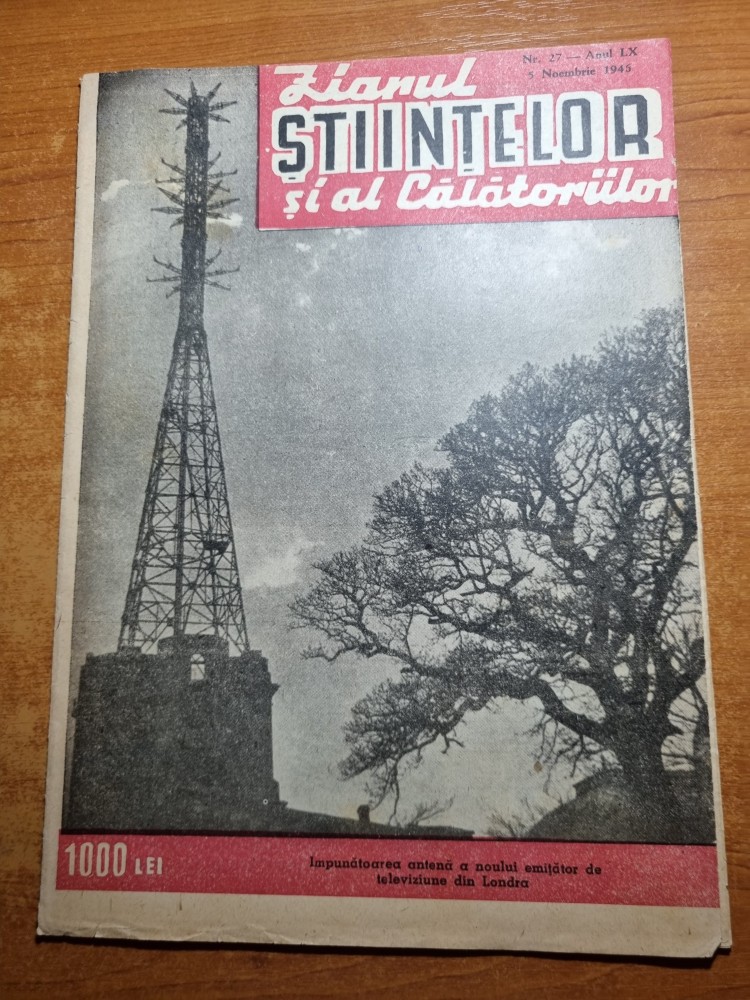 Nr. 27 — Anul LX
5 Noembrie 1945
Ziarul
ȘTIINȚELOR
și al Călătoriilor
1000 LEI
Impunătoarea antenă a noului emițător de
televiziune din Londra